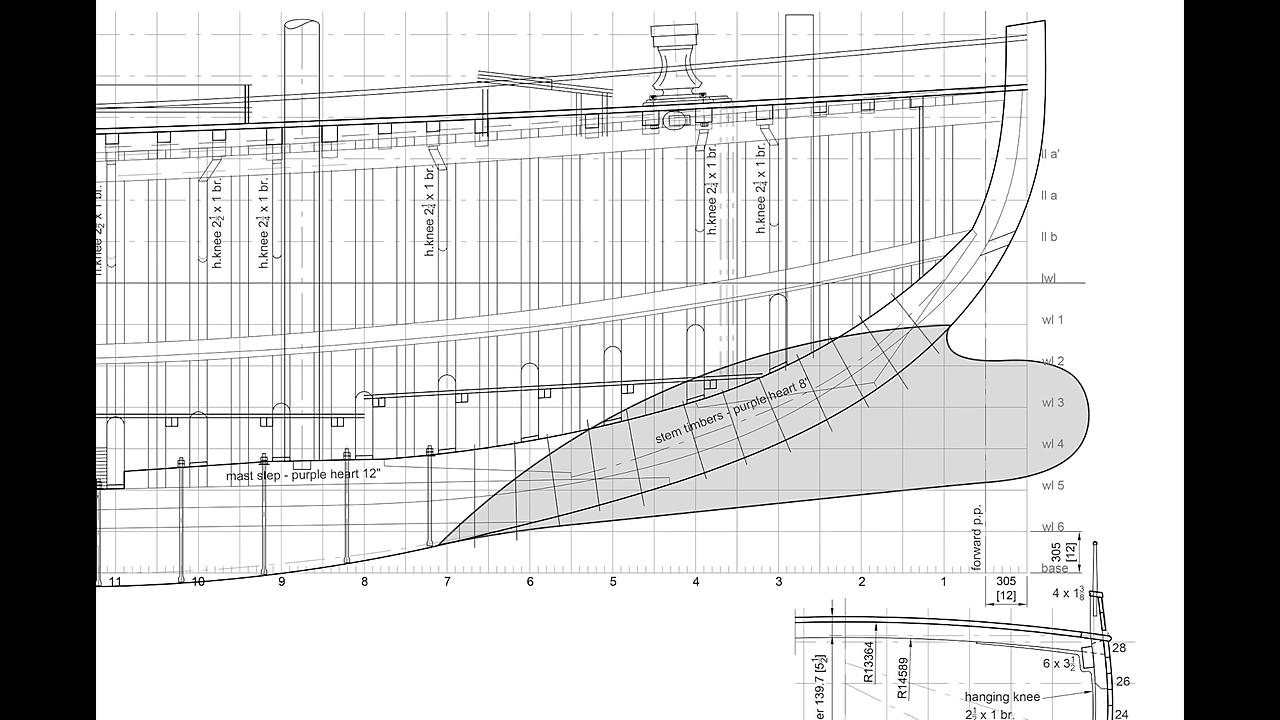 ll a'
ll a
ll b
lwl
wl 1
wl 2
wl 3
wl 4
wl 5
wl 6
base
h.knee 2½ x 1 br.
h.knee 2½ x 1 br.
h.knee 2¼ x 1 br.
h.knee 2¼ x 1 br.
h.knee 2¼ x 1 br.
h.knee 2¼ x 1 br.
stem timbers - purple heart 8"
mast step - purple heart 12"
forward p.p.
11 10 9 8 7 6 5 4 3 2 1
305
[12]
305
[12]
4 x 1⅜
28
6 x 3½
26
hanging knee
2½ x 1 br.
24
R13364
R14589
er 139.7 [5½]